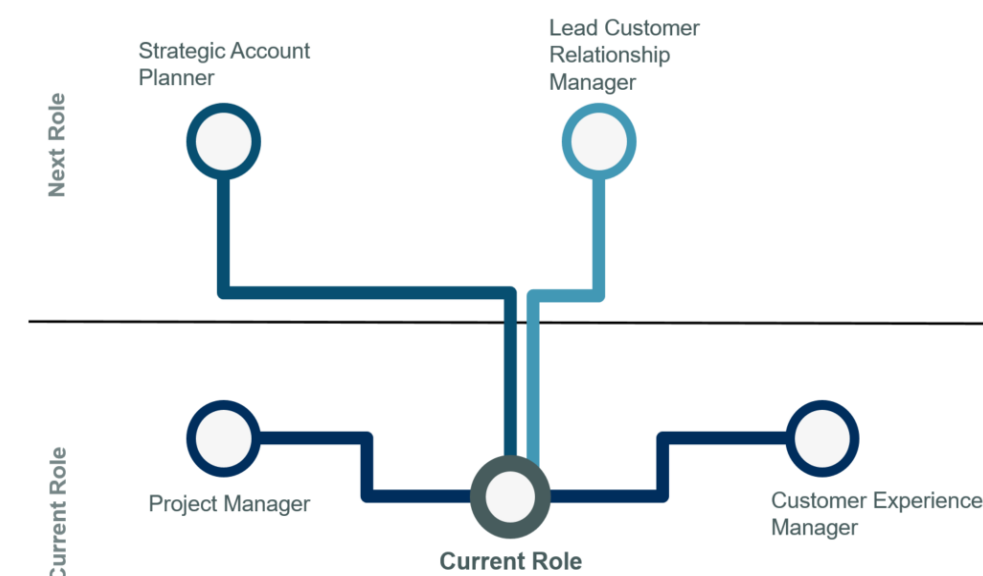 Strategic Account
Planner
Lead Customer
Relationship
Manager
Next Role
Project Manager
Customer Experience
Manager
Current Role
Current Role